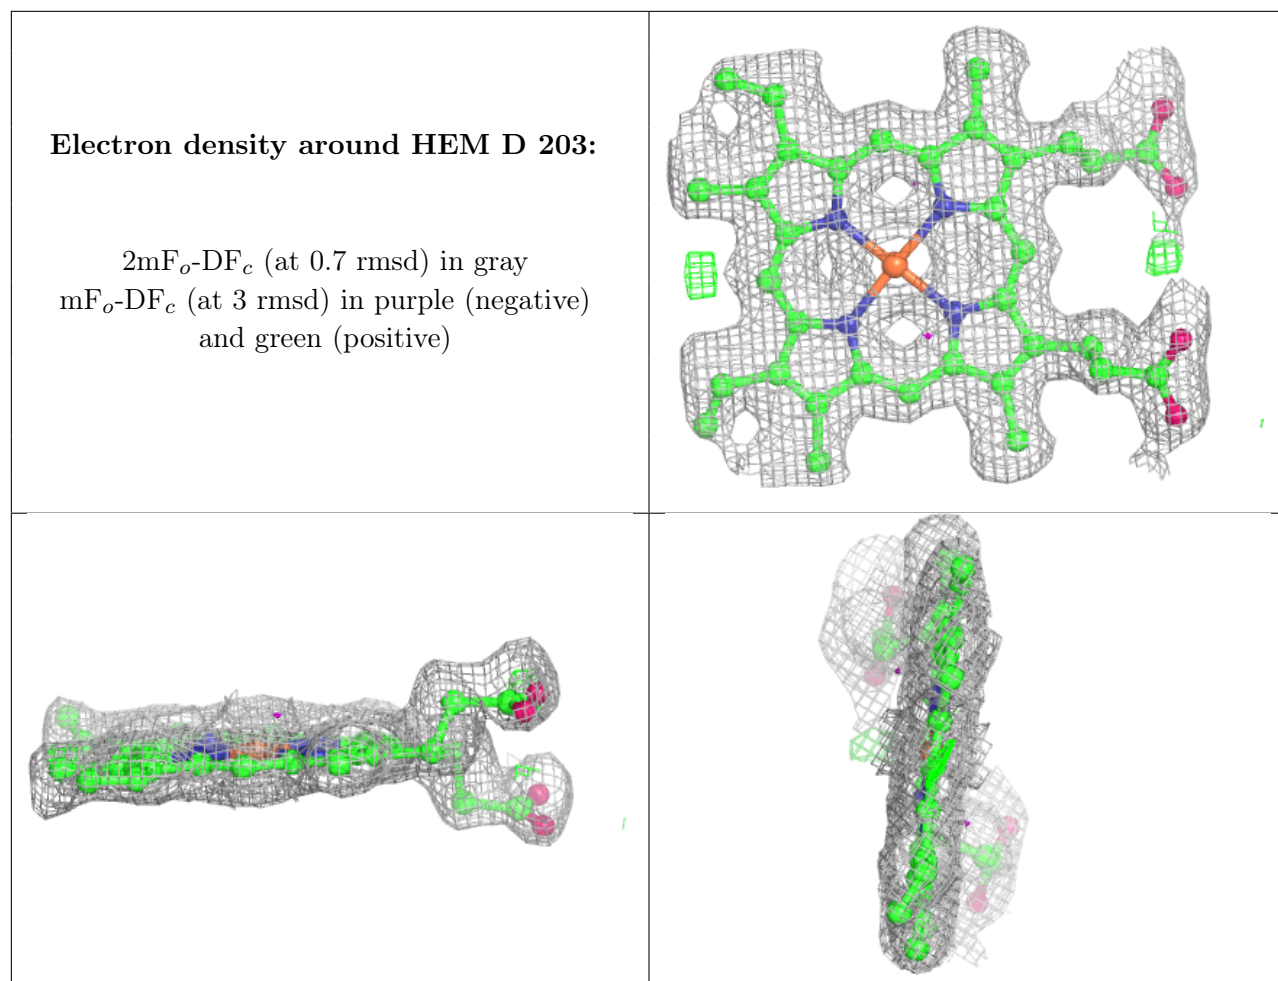 Electron density around HEM D 203:
2mFo-DFc (at 0.7 rmsd) in gray
mFo-DFc (at 3 rmsd) in purple (negative)
and green (positive)